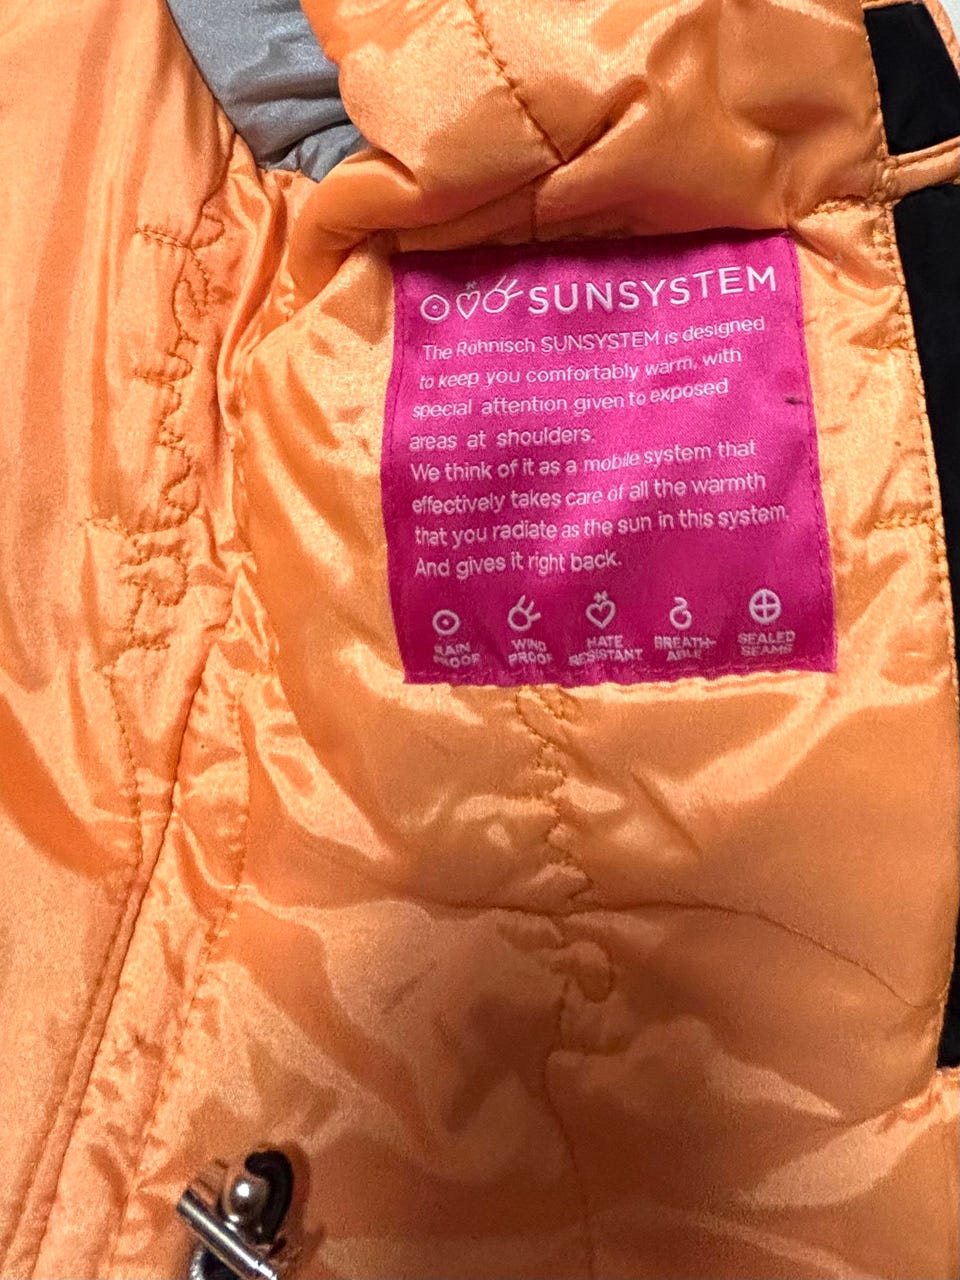 SUNSYSTEM
The Röhnisch SUNSYSTEM is designed
to keep you comfortably warm, with
special attention given to exposed
areas at shoulders.
We think of it as a mobile system that
effectively takes care of all the warmth
that you radiate as the sun in this system.
And gives it right back.
RAIN PROOF
WIND PROOF
HATE RESISTANT
BREATH-ABLE
SEALED SEAMS